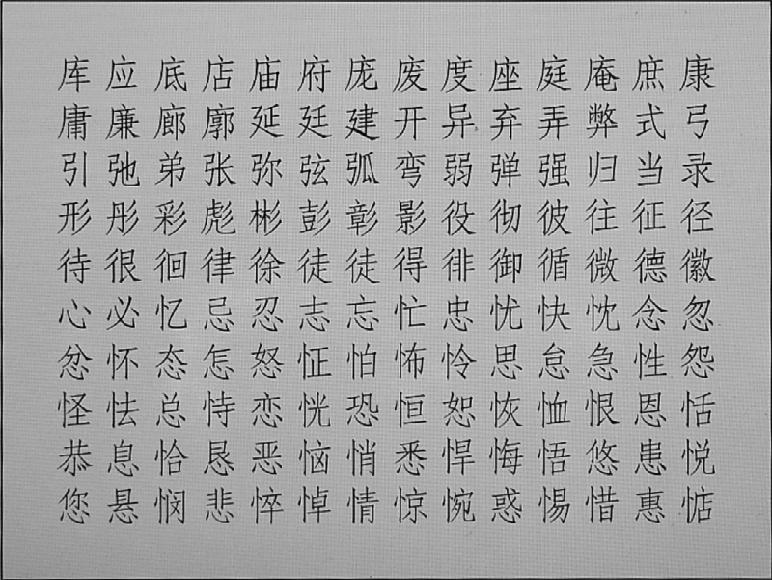 库应底店庙府庞废度座庭庵庶康
庸廉廊廓延廷建开异弃弄弊式弓
引弛弟张弥弦弧弯弱弹强归当录
形彤彩彪彬彭彰影役彻彼往征径
待很徊律徐徒徒得徘御循微德徽
心必忆忌忍志忘忙忠忧快忱念忽
忿怀态怎怒怔怕怖怜思怠急性怨
怪怯总恃恋恍恐恒恕恢恤恨恩恬
恭息恰恳恶恼悄悉悍悔悟悠患悦
您悬悯悲悴悼情惊惋惑惕惜惠惦